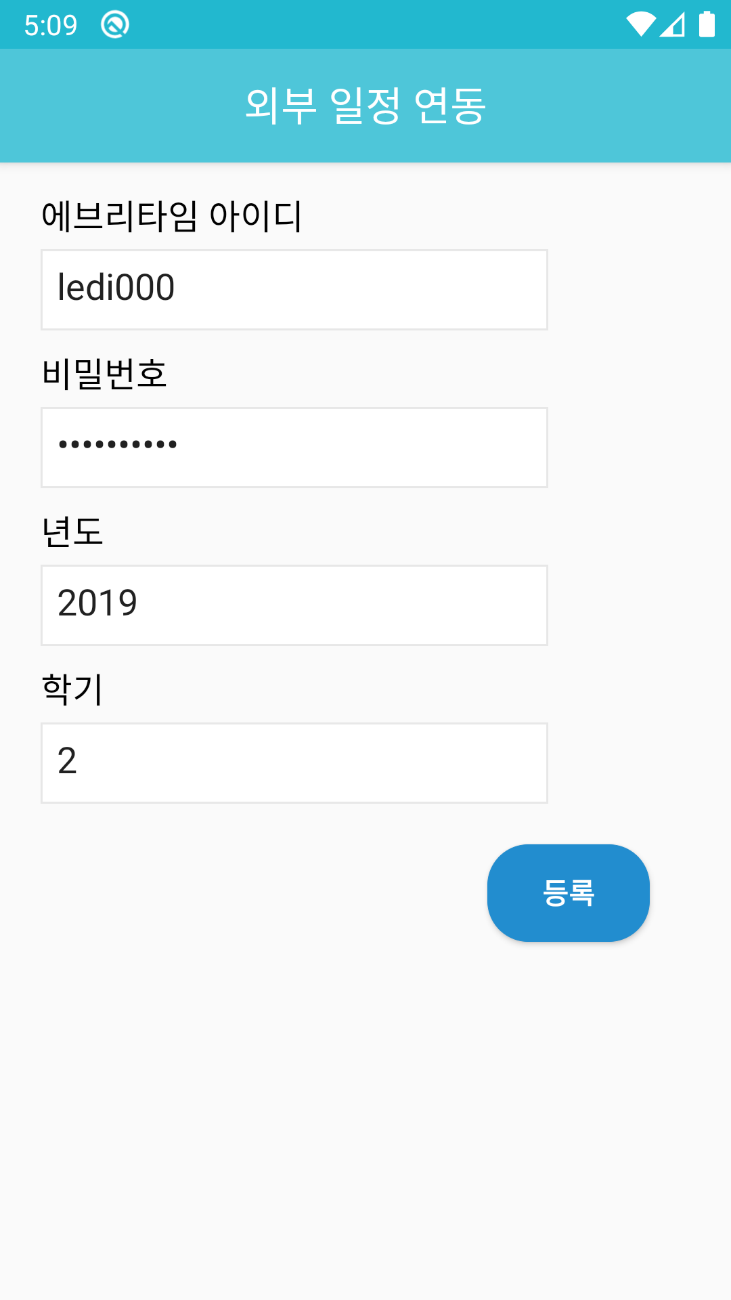 5:09
외부 일정 연동
에브리타임 아이디
ledi000
비밀번호
••••••••••
년도
2019
학기
2
등록